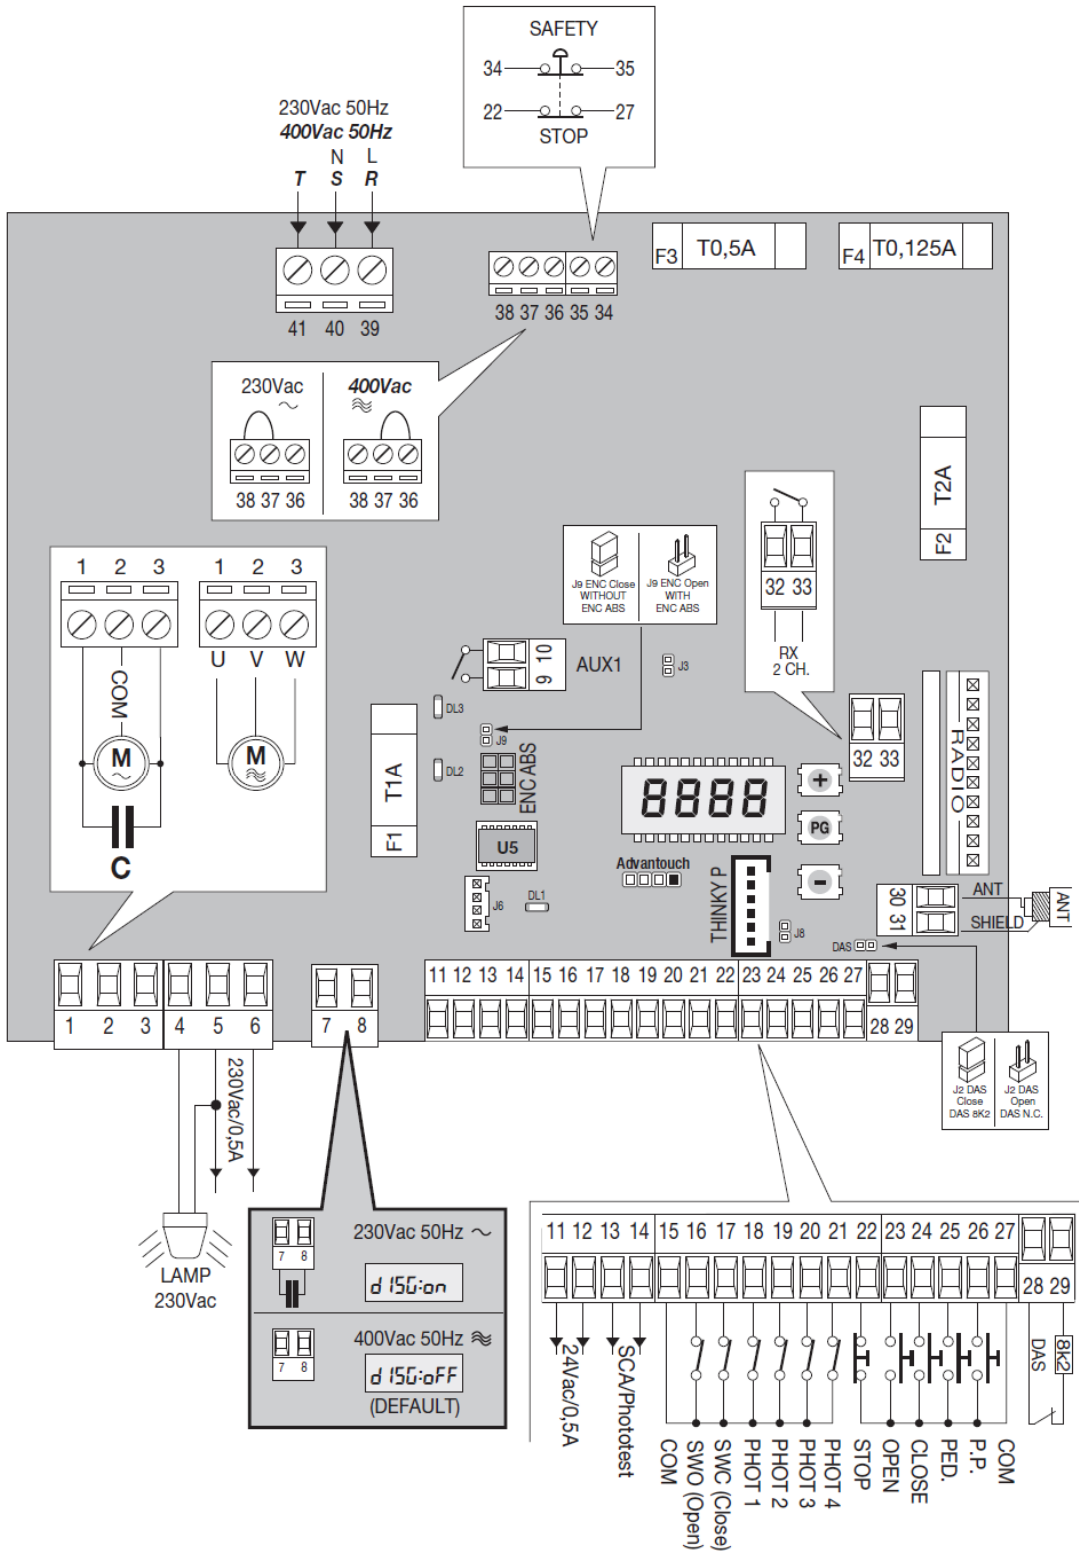 SAFETY
34 35
22 27
STOP
230Vac 50Hz
400Vac 50Hz
N L
T S R
F3 T0,5A
F4 T0,125A
41 40 39
38 37 36 35 34
230Vac 400Vac
38 37 36 38 37 36
F2 T2A
J9 ENC Close
WITHOUT
ENC ABS
J9 ENC Open
WITH
ENC ABS
32 33
RX
2 CH.
1 2 3 1 2 3
U V W
COM
M M
C
9 10
AUX1
J3
DL3
J9
DL2
ENC ABS
F1 T1A
U5
J6
DL1
8888
Advantouch
THINKY P
J8
+
PG
-
32 33
RADIO
30 31
ANT
SHIELD
ANT
DAS
1 2 3 4 5 6
7 8
11 12 13 14 15 16 17 18 19 20 21 22 23 24 25 26 27
28 29
J2 DAS
Close
DAS 8K2
J2 DAS
Open
DAS N.C.
230Vac/0,5A
LAMP
230Vac
230Vac 50Hz
7 8
d ISG:on
400Vac 50Hz
7 8
d ISG:oFF
(DEFAULT)
11 12 13 14 15 16 17 18 19 20 21 22 23 24 25 26 27
28 29
24Vac/0,5A
SCA/Phototest
COM
SWO (Open)
SWC (Close)
PHOT 1
PHOT 2
PHOT 3
PHOT 4
STOP
OPEN
CLOSE
PED.
P.P.
COM
DAS
8K2